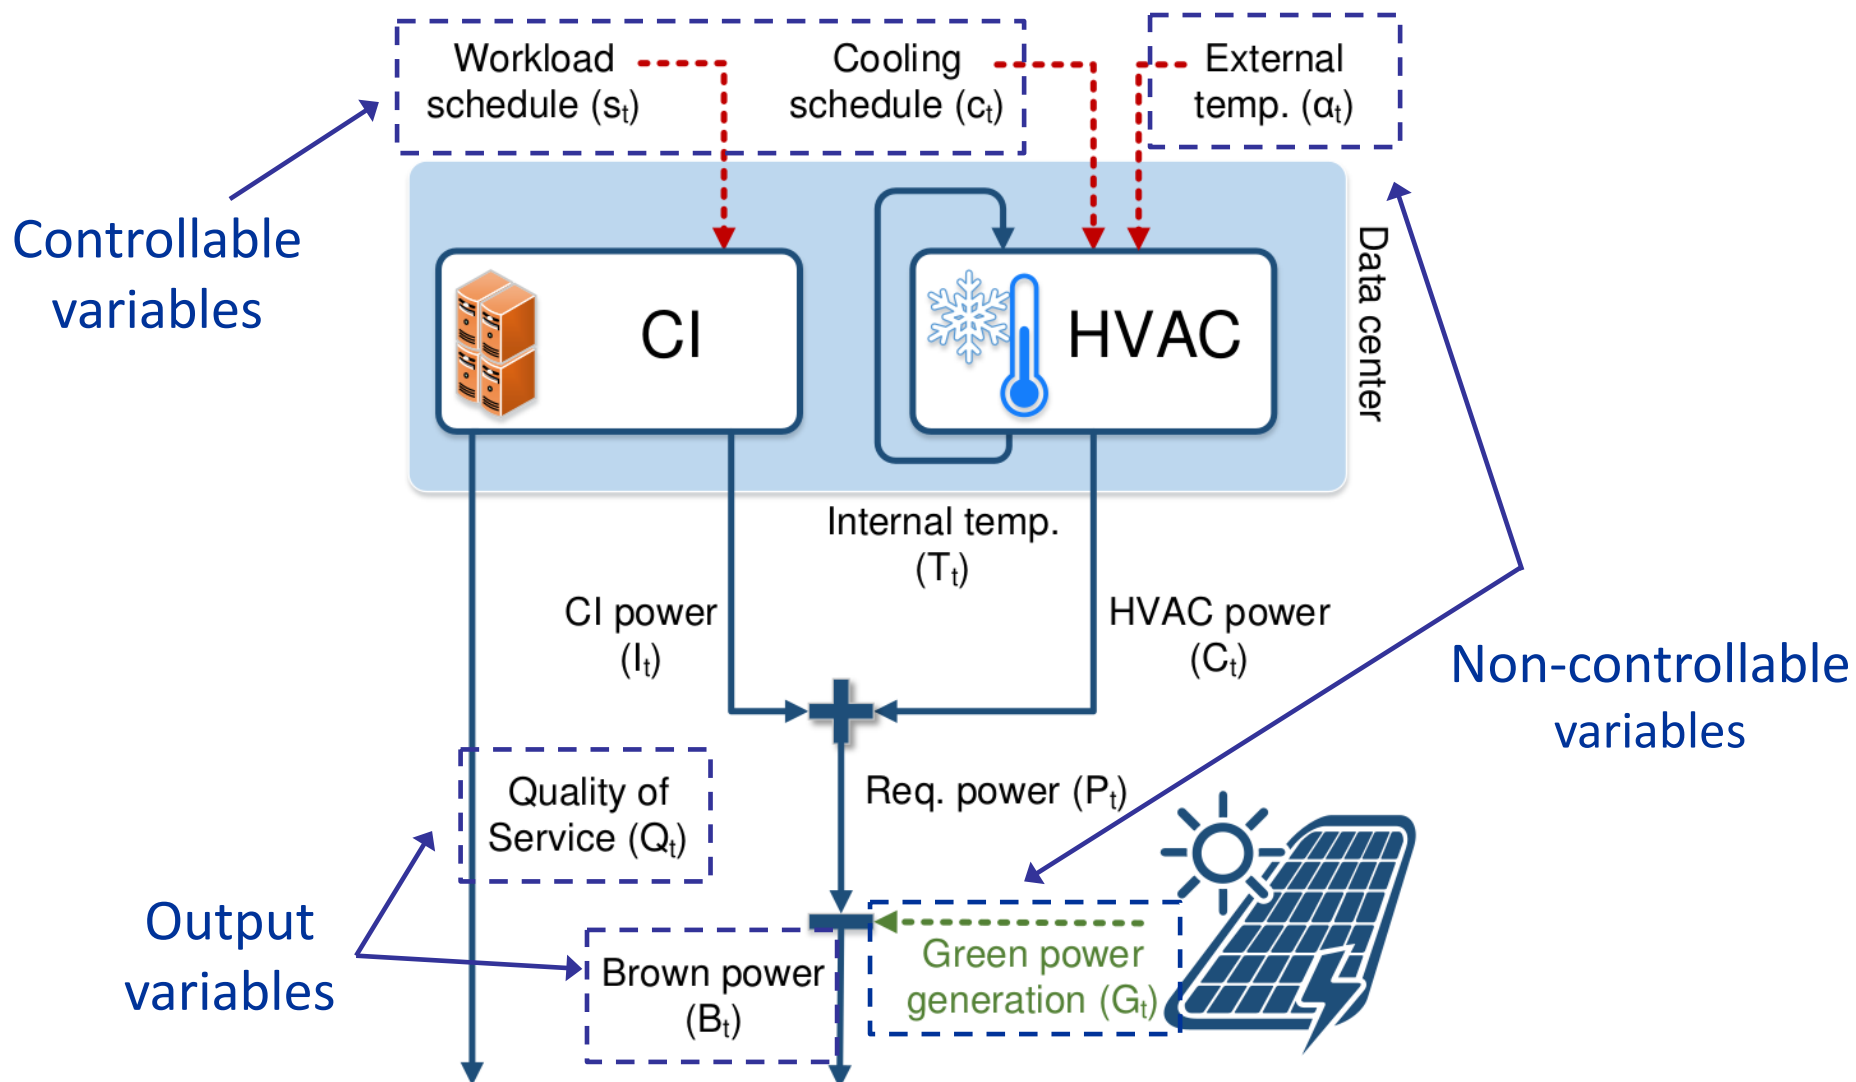 Workload
schedule (st)
Cooling
schedule (ct)
External
temp. (αt)
Controllable
variables
CI
HVAC
Data center
Internal temp.
(Tt)
CI power
(It)
HVAC power
(Ct)
Non-controllable
variables
Req. power (Pt)
Quality of
Service (Qt)
Output
variables
Brown power
(Bt)
Green power
generation (Gt)